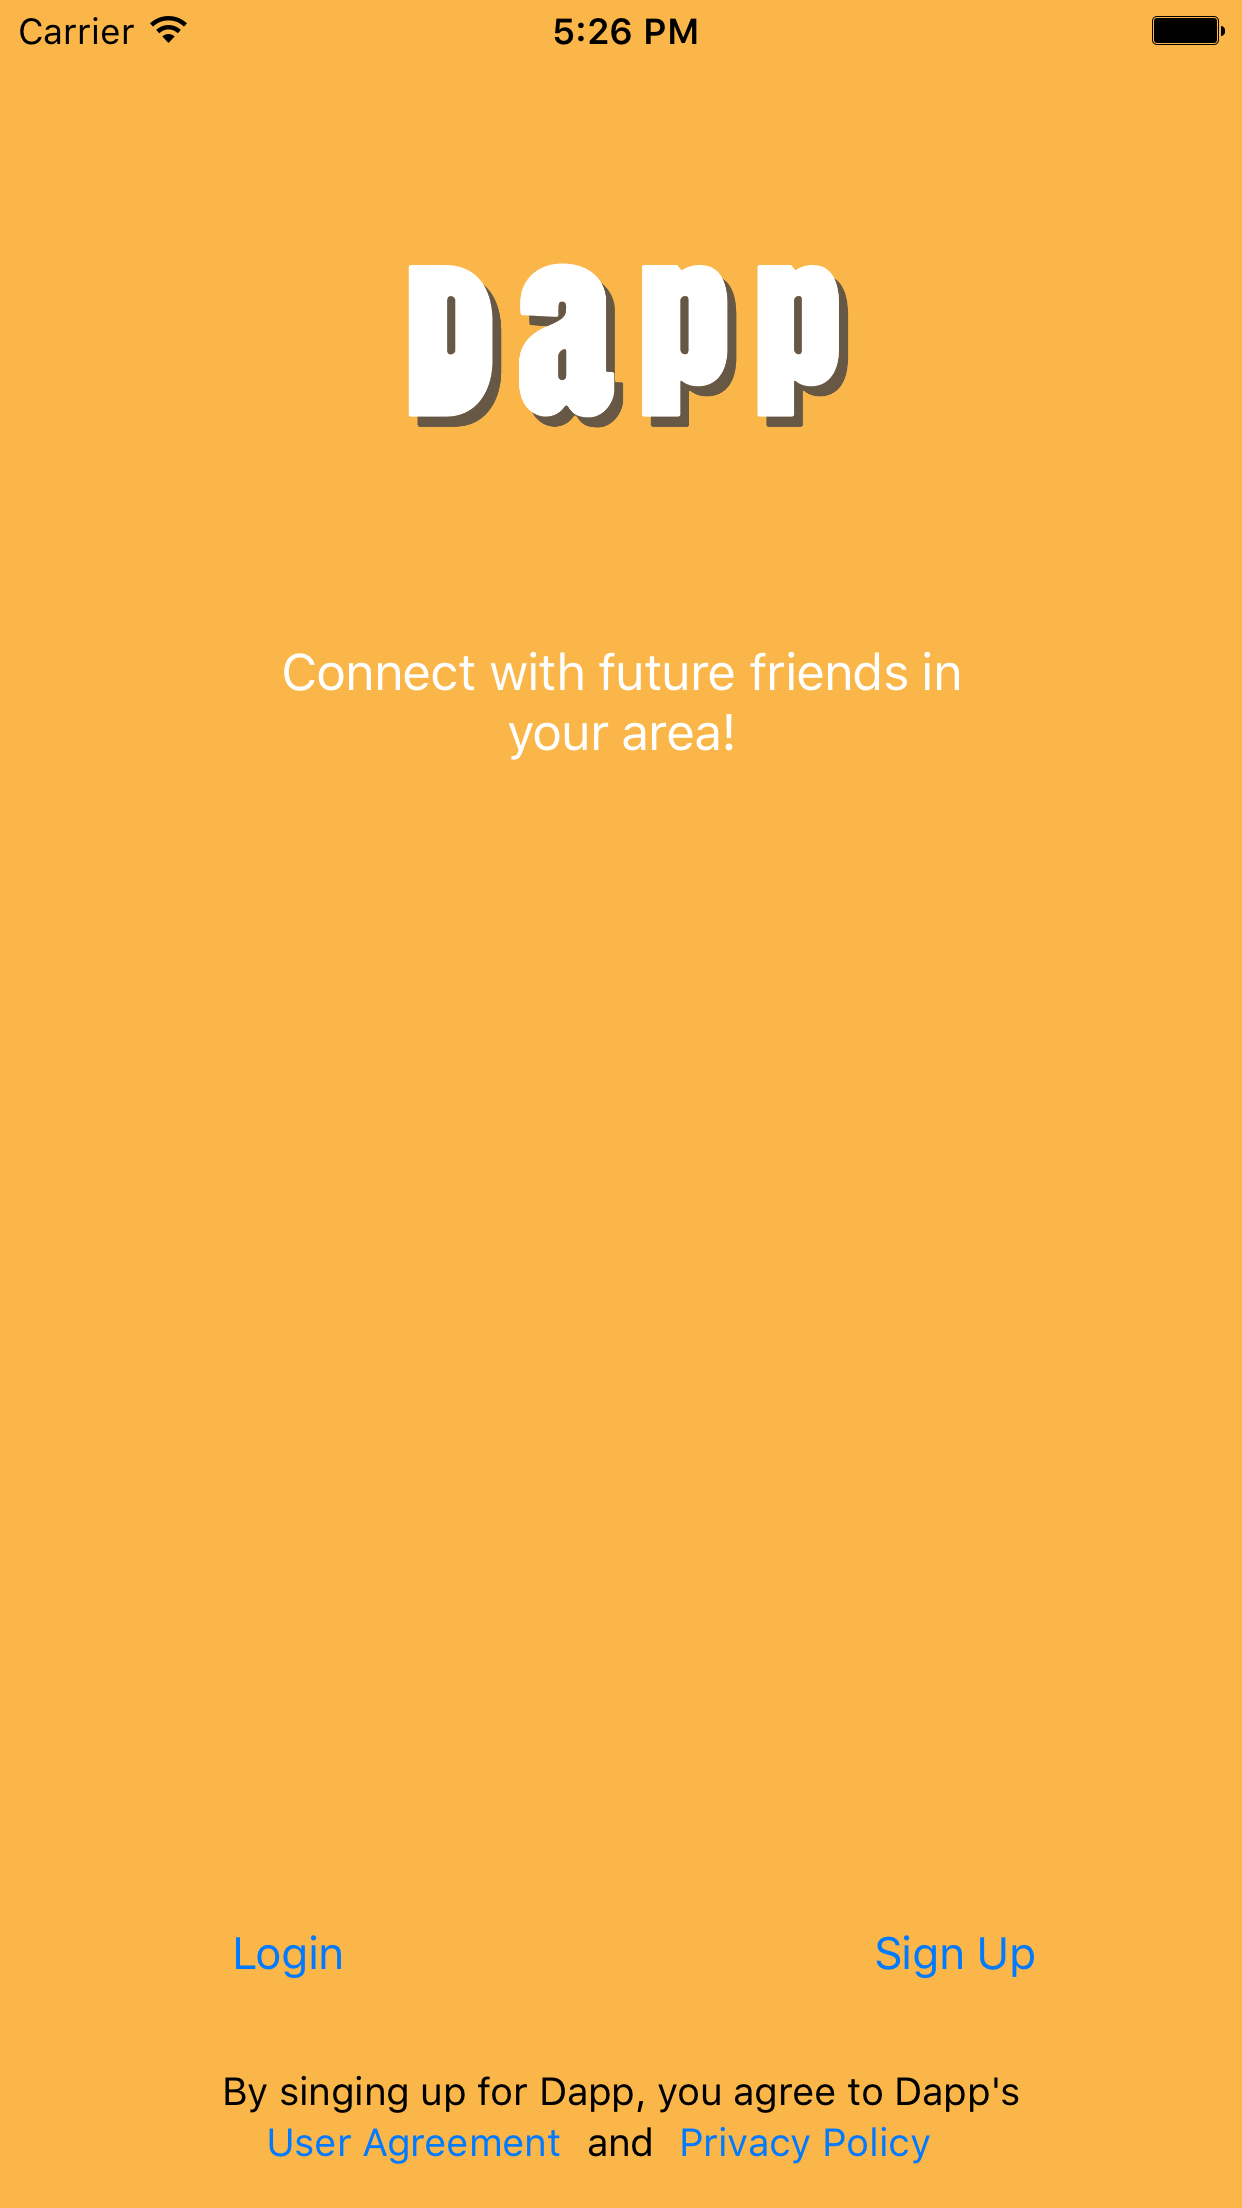 Carrier 5:26 PM
Dapp
Connect with future friends in
your area!
Login Sign Up
By singing up for Dapp, you agree to Dapp's
User Agreement and Privacy Policy